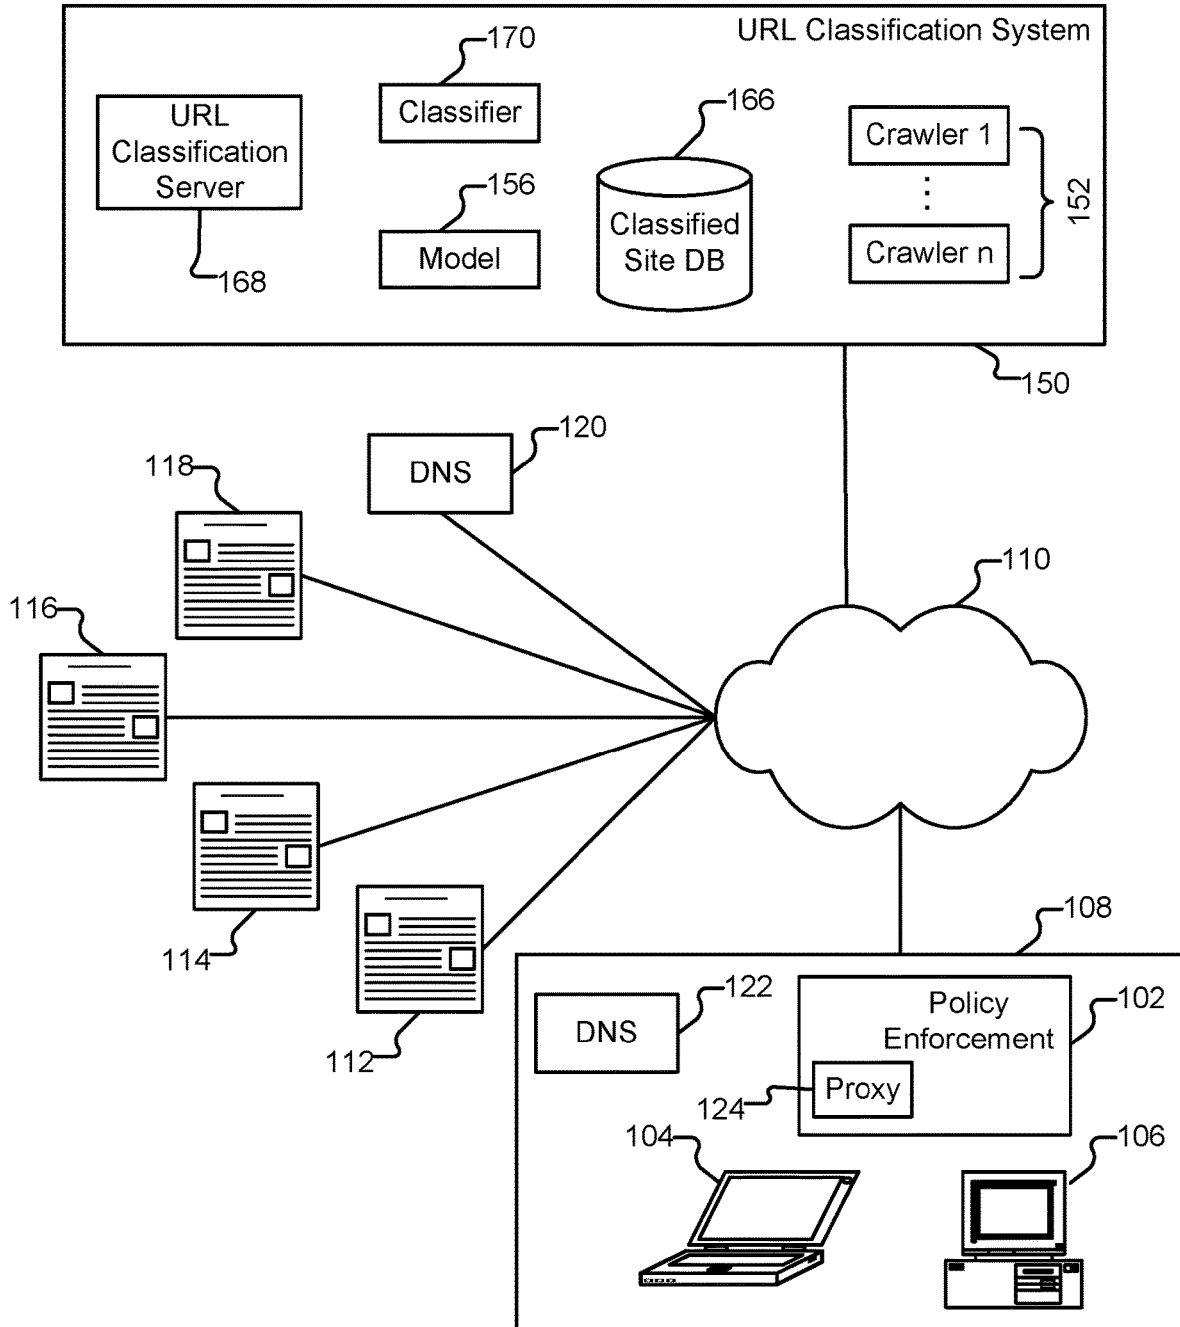 URL Classification System
170
URL
Classification
Server
Classifier
166
Crawler 1
152
156
Classified
Site DB
Model
Crawler n
168
150
120
DNS
118
110
116
114
108
112
DNS
122
Policy
Enforcement
102
Proxy
124
104
106